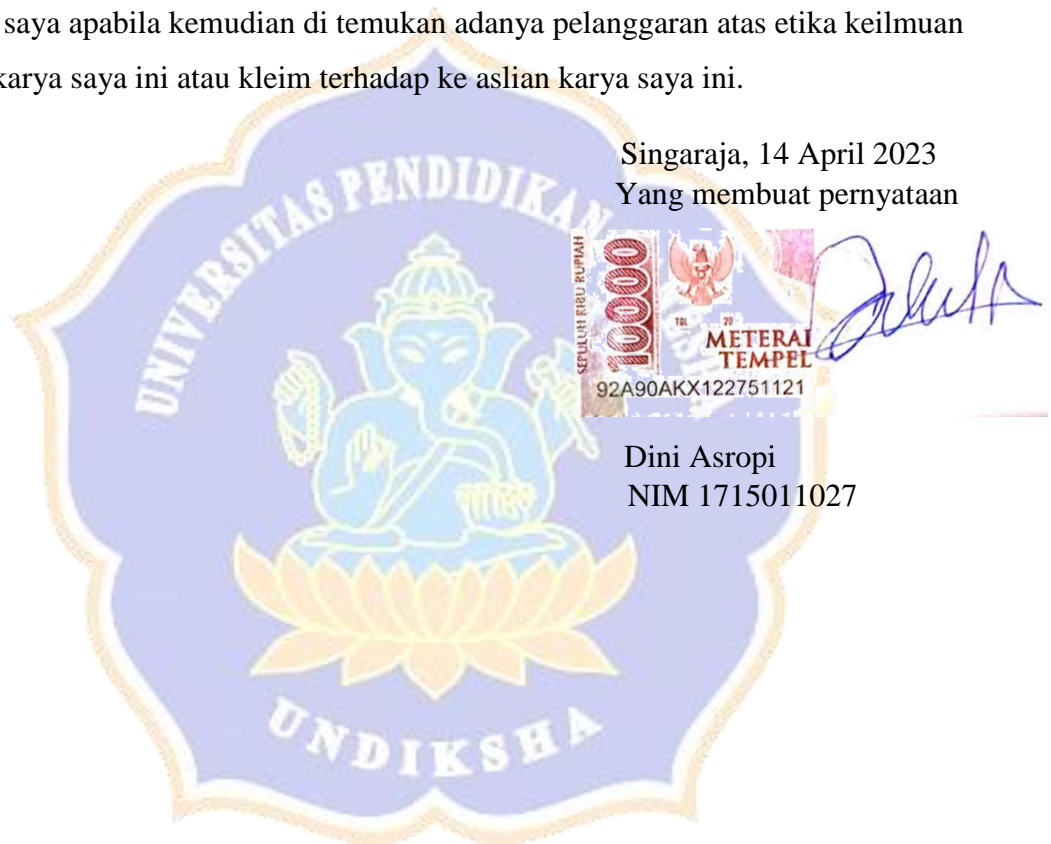 saya apabila kemudian di temukan adanya pelanggaran atas etika keilmuan
karya saya ini atau kleim terhadap ke aslian karya saya ini.
Singaraja, 14 April 2023
Yang membuat pernyataan
UNIVERSITAS PENDIDIKAN
SEPULUH RIBU RUPIAH
10000
TGL 20
METERAI
TEMPEL
92A90AKX122751121
Dini Asropi
NIM 1715011027
UNDIKSHA